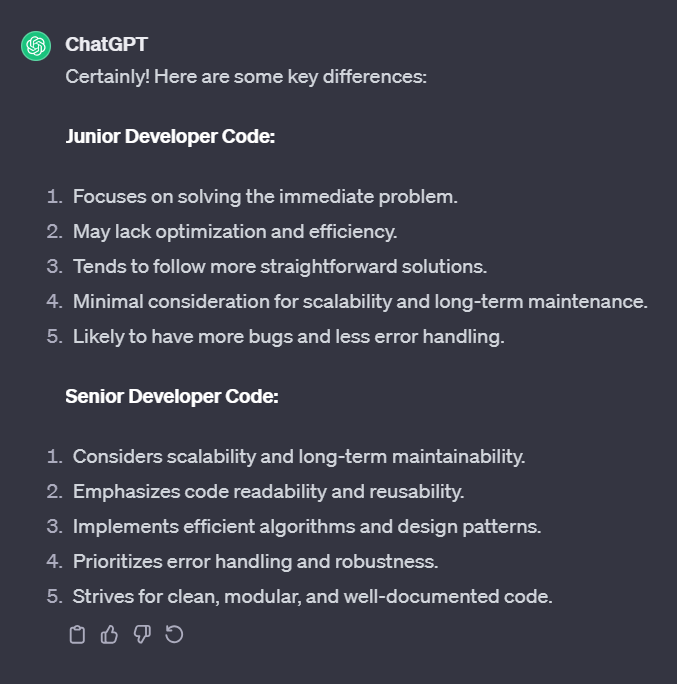 ChatGPT
Certainly! Here are some key differences:
Junior Developer Code:
1. Focuses on solving the immediate problem.
2. May lack optimization and efficiency.
3. Tends to follow more straightforward solutions.
4. Minimal consideration for scalability and long-term maintenance.
5. Likely to have more bugs and less error handling.
Senior Developer Code:
1. Considers scalability and long-term maintainability.
2. Emphasizes code readability and reusability.
3. Implements efficient algorithms and design patterns.
4. Prioritizes error handling and robustness.
5. Strives for clean, modular, and well-documented code.